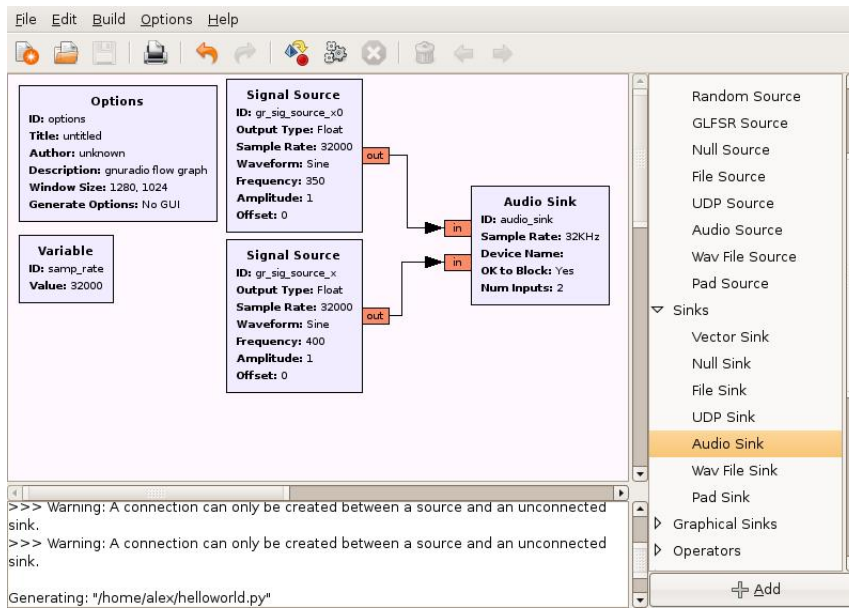 File Edit Build Options Help
Options
ID: options
Title: untitled
Author: unknown
Description: gnuradio flow graph
Window Size: 1280, 1024
Generate Options: No GUI
Variable
ID: samp_rate
Value: 32000
Signal Source
ID: gr_sig_source_x0
Output Type: Float
Sample Rate: 32000
Waveform: Sine
Frequency: 350
Amplitude: 1
Offset: 0
out
Signal Source
ID: gr_sig_source_x
Output Type: Float
Sample Rate: 32000
Waveform: Sine
Frequency: 400
Amplitude: 1
Offset: 0
out
in
in
Audio Sink
ID: audio_sink
Sample Rate: 32KHz
Device Name:
OK to Block: Yes
Num Inputs: 2
Random Source
GLFSR Source
Null Source
File Source
UDP Source
Audio Source
Wav File Source
Pad Source
Sinks
Vector Sink
Null Sink
File Sink
UDP Sink
Audio Sink
Wav File Sink
Pad Sink
Graphical Sinks
Operators
Add
>>> Warning: A connection can only be created between a source and an unconnected
sink.
>>> Warning: A connection can only be created between a source and an unconnected
sink.
Generating: "/home/alex/helloworld.py"